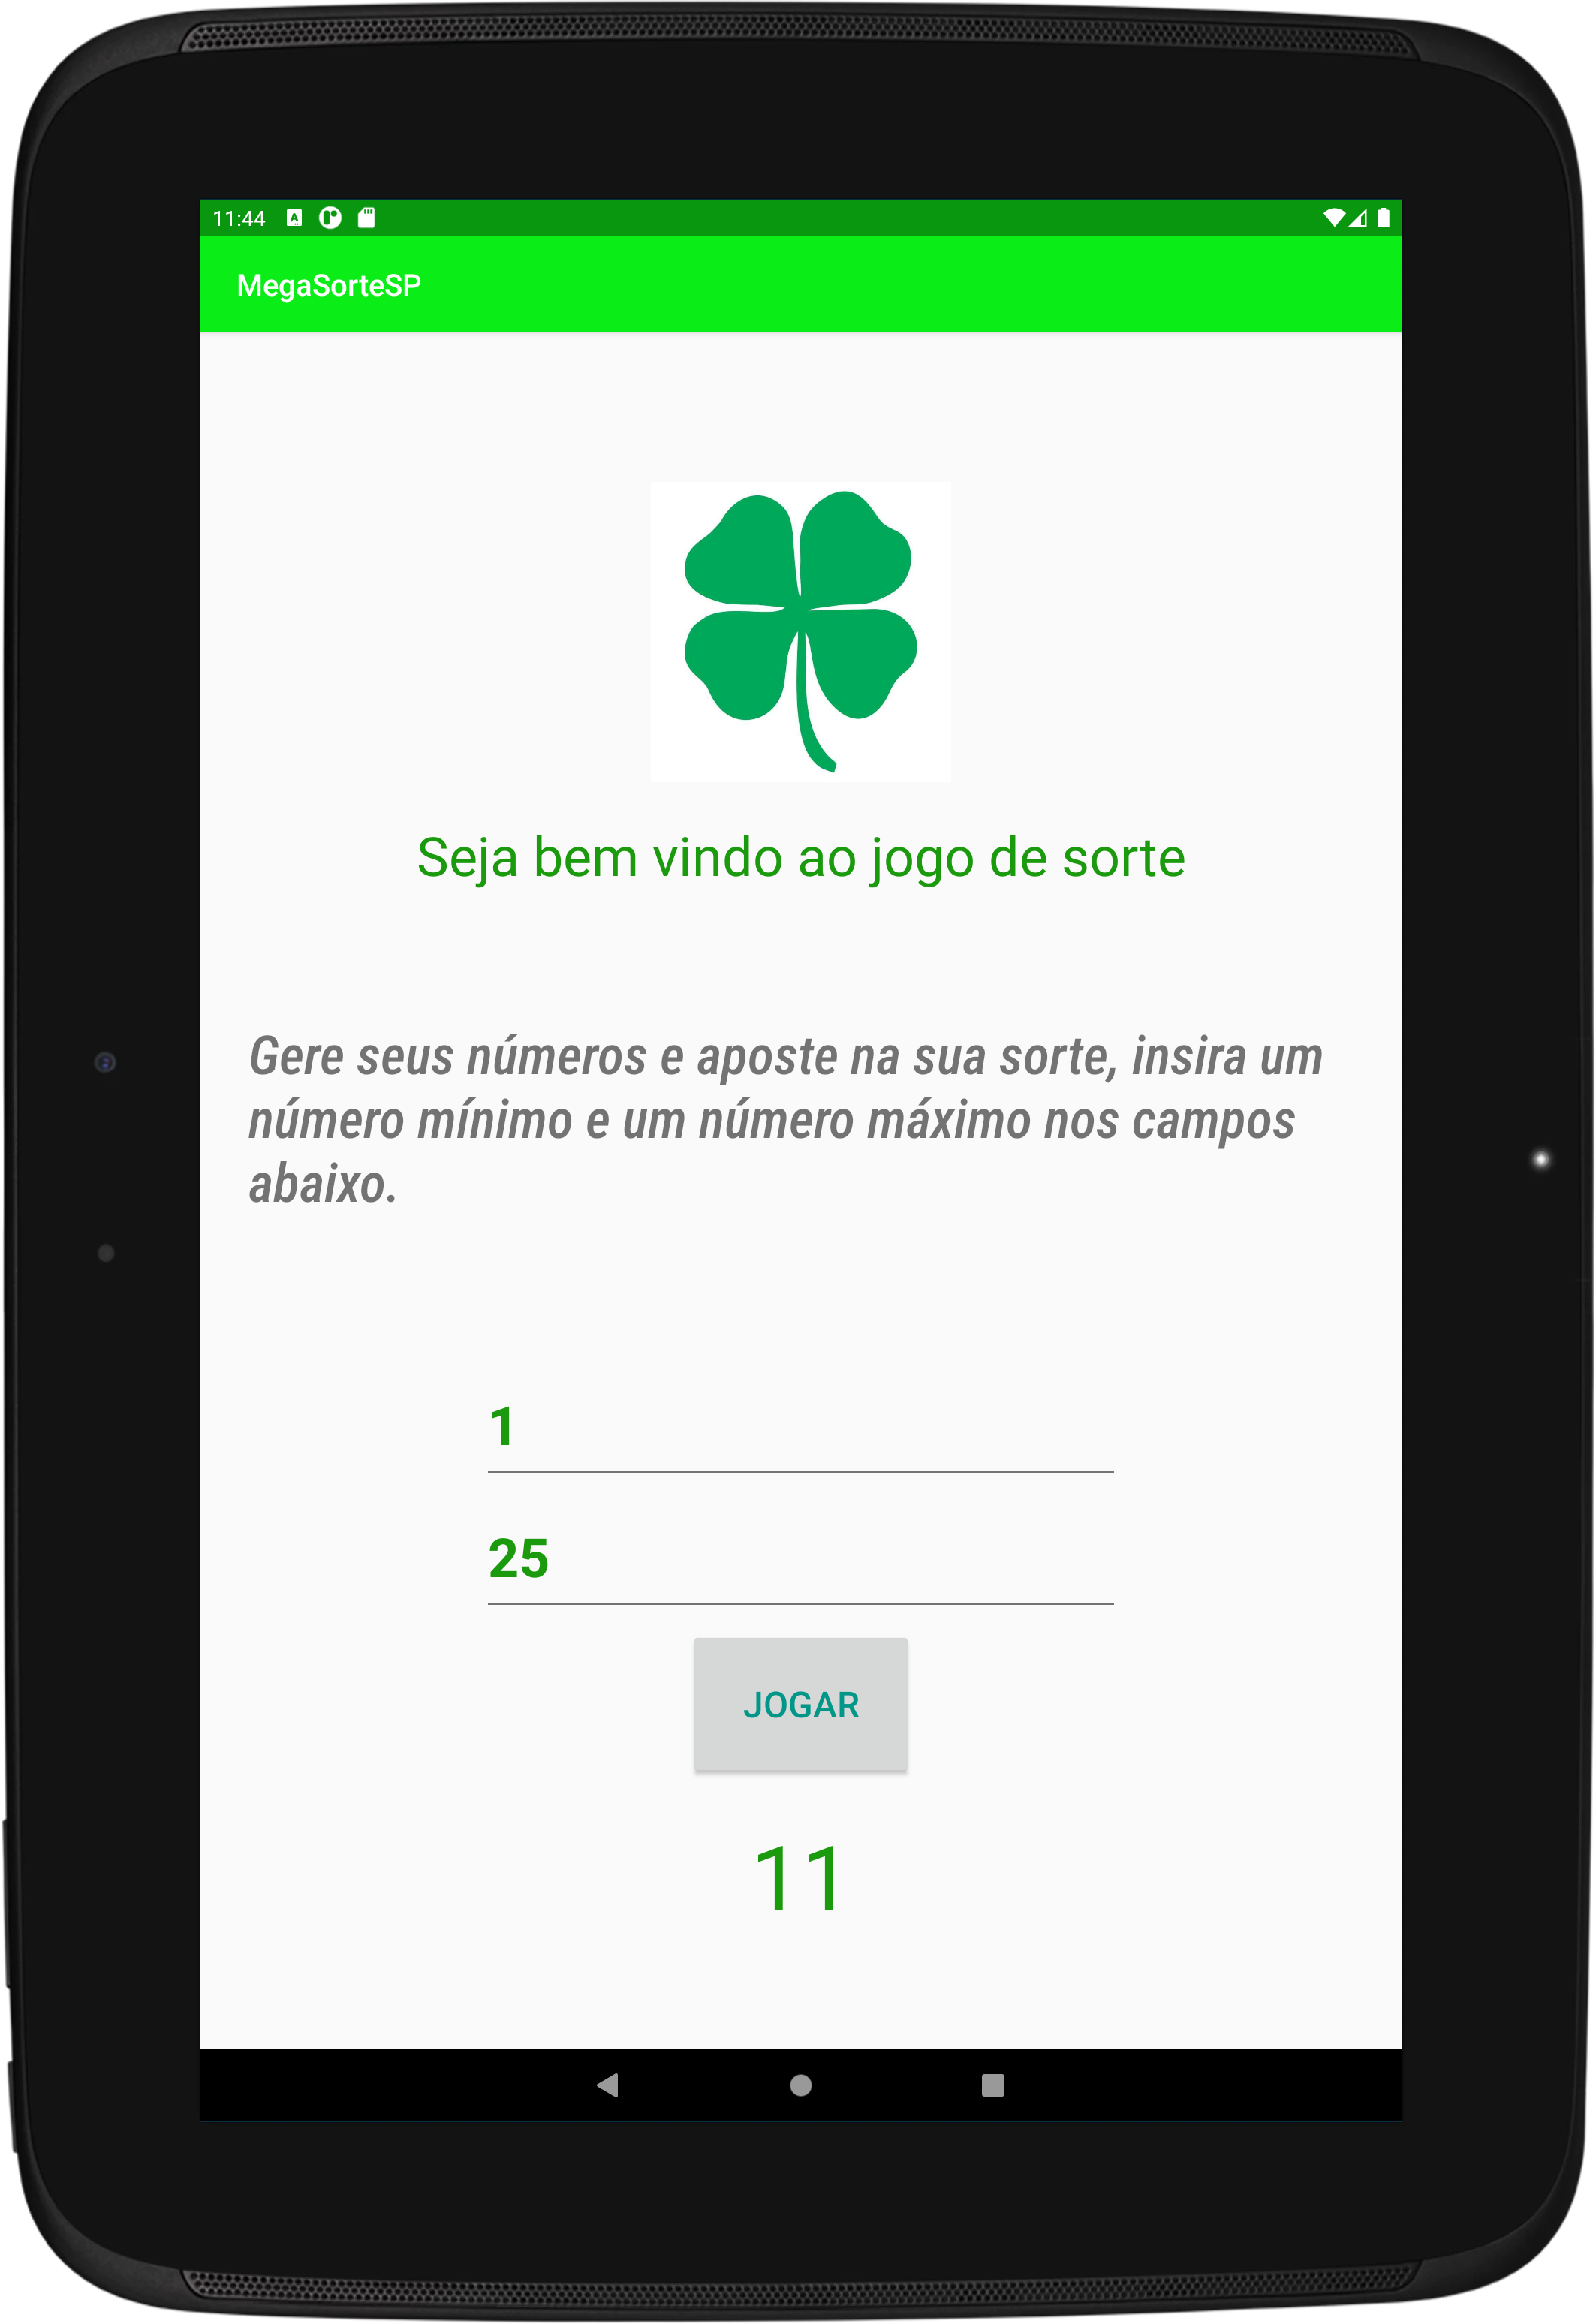 11:44
MegaSorteSP
Seja bem vindo ao jogo de sorte
Gere seus números e aposte na sua sorte, insira um
número mínimo e um número máximo nos campos
abaixo.
1
25
JOGAR
11